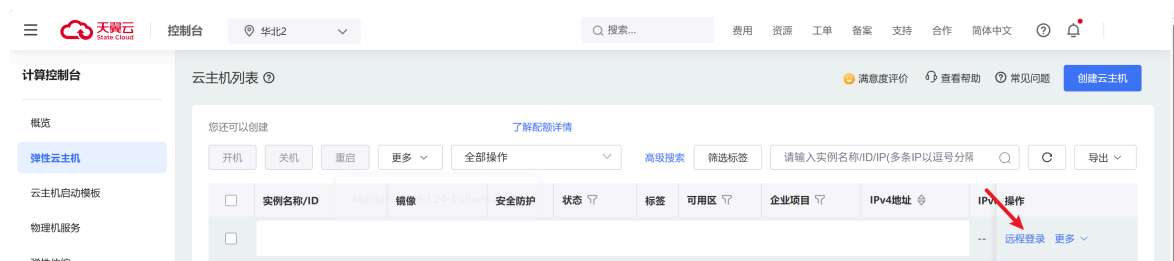 天翼云 State Cloud 控制台 华北2 搜索... 费用 资源 工单 备案 支持 合作 简体中文
计算控制台
云主机列表 满意度评价 查看帮助 常见问题 创建云主机
概览
您还可以创建 了解配额详情
弹性云主机
开机 关机 重启 更多 全部操作 高级搜索 筛选标签 请输入实例名称/ID/IP(多条IP以逗号分隔 导出
云主机启动模板
实例名称/ID 镜像 安全防护 状态 标签 可用区 企业项目 IPv4地址 操作
物理机服务
-- 远程登录 更多